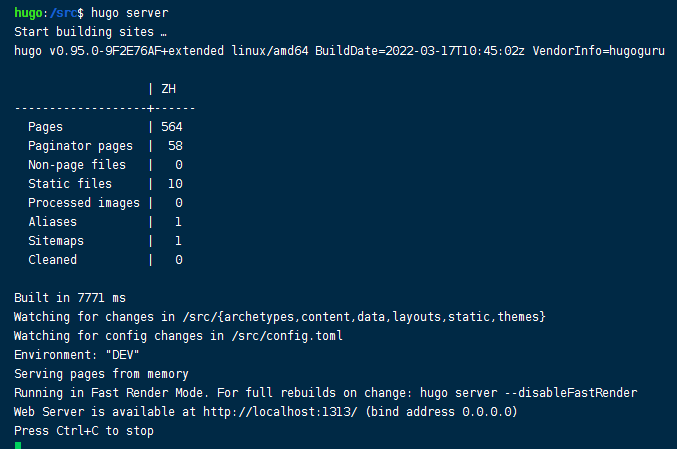 hugo:/src$ hugo server
Start building sites …
hugo v0.95.0-9F2E76AF+extended linux/amd64 BuildDate=2022-03-17T10:45:02z VendorInfo=hugoguru
                   | ZH
-------------------+------
  Pages            | 564
  Paginator pages  |  58
  Non-page files   |   0
  Static files     |  10
  Processed images |   0
  Aliases          |   1
  Sitemaps         |   1
  Cleaned          |   0
Built in 7771 ms
Watching for changes in /src/{archetypes,content,data,layouts,static,themes}
Watching for config changes in /src/config.toml
Environment: "DEV"
Serving pages from memory
Running in Fast Render Mode. For full rebuilds on change: hugo server --disableFastRender
Web Server is available at http://localhost:1313/ (bind address 0.0.0.0)
Press Ctrl+C to stop